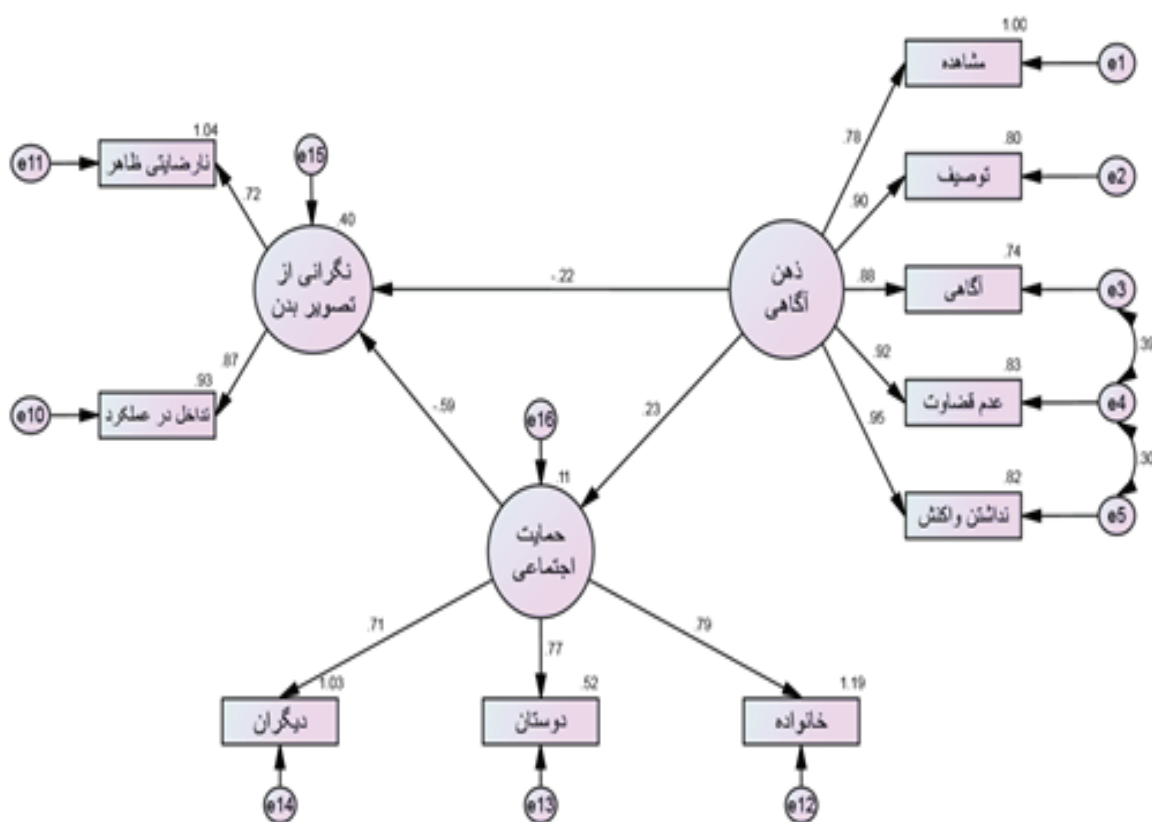 1.00
مشاهده
e1
.78
.80
توصیف
e2
.90
.74
آگاهی
e3
.88
.39
.83
عدم قضاوت
e4
.92
.30
.82
نداشتن واکنش
e5
.95
ذهن
آگاهی
-.22
.23
1.04
نارضایتی ظاهر
e11
.72
e15
.40
نگرانی از
تصویر بدن
.87
.93
تداخل در عملکرد
e10
-.59
e16
.11
حمایت
اجتماعی
.71
.77
.79
1.03
دیگران
e14
.52
دوستان
e13
1.19
خانواده
e12